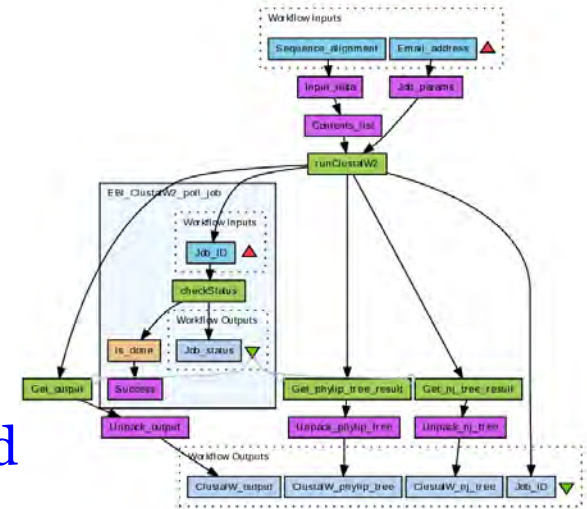 Workflow Inputs
Sequence_alignment
Email_address
Input_data
Job_params
Contents_list
runClustalW2
EBI_ClustalW2_poll_job
Workflow Inputs
Job_ID
checkStatus
Workflow Outputs
Is_done
Job_status
Get_output
Success
Get_phylip_tree_result
Get_nj_tree_result
Unpack_output
Unpack_phylip_tree
Unpack_nj_tree
d
Workflow Outputs
ClustalW_output
ClustalW_phylip_tree
ClustalW_nj_tree
Job_ID